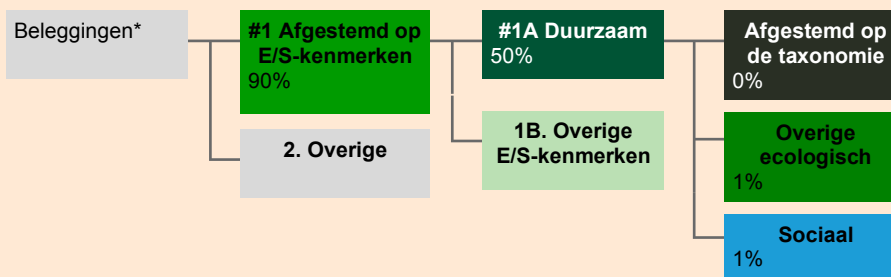 Beleggingen*
#1 Afgestemd op
E/S-kenmerken
90%
2. Overige
#1A Duurzaam
50%
1B. Overige
E/S-kenmerken
Afgestemd op
de taxonomie
0%
Overige
ecologisch
1%
Sociaal
1%